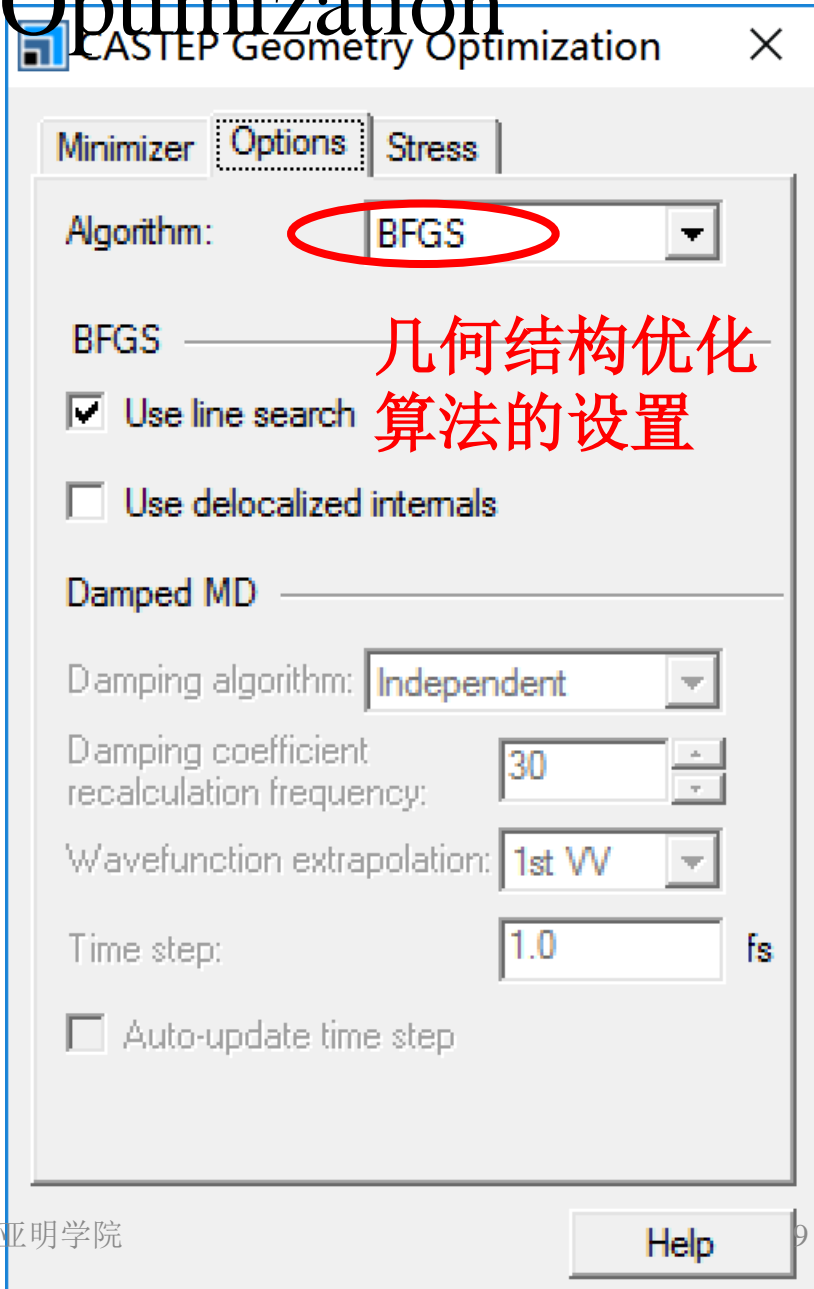 Optimization
CASTEP Geometry Optimization
Minimizer Options Stress
Algorithm: BFGS
BFGS
几何结构优化
Use line search
算法的设置
Use delocalized internals
Damped MD
Damping algorithm: Independent
Damping coefficient
recalculation frequency: 30
Wavefunction extrapolation: 1st VV
Time step: 1.0 fs
Auto-update time step
亚明学院
Help
9